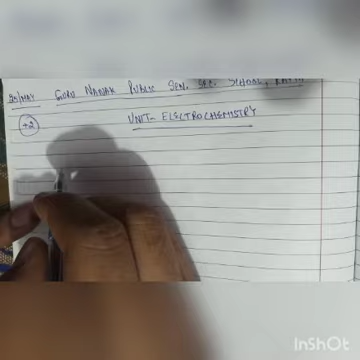 GURU NANAK PUBLIC SEN. SEC. SCHOOL,
+2
UNIT- ELECTROCHEMISTRY
InShOt